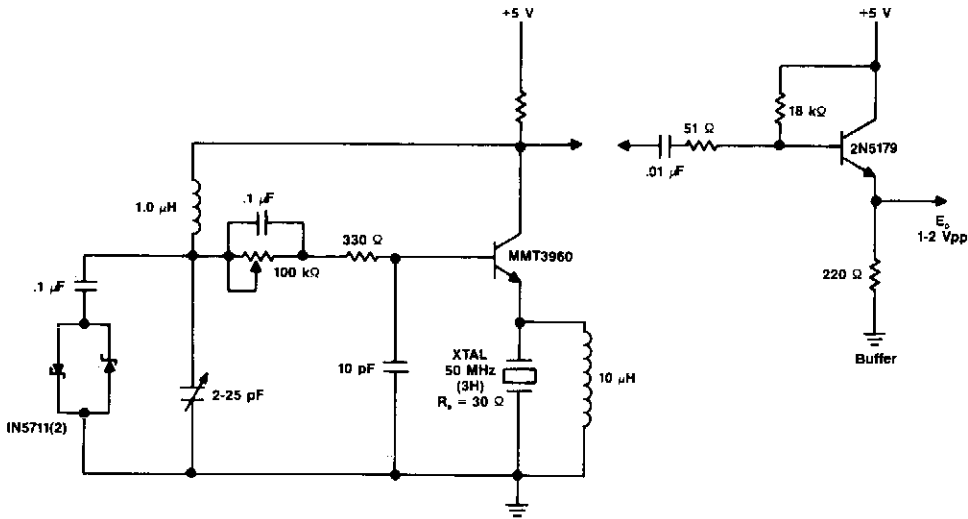 +5 V
+5 V
18 kΩ
51 Ω
2N5179
.01 μF
1.0 μH
.1 μF
330 Ω
MMT3960
E₀
1-2 Vpp
100 kΩ
.1 μF
220 Ω
XTAL
50 MHz
(3H)
Rₛ = 30 Ω
10 pF
10 μH
Buffer
2-25 pF
IN5711(2)